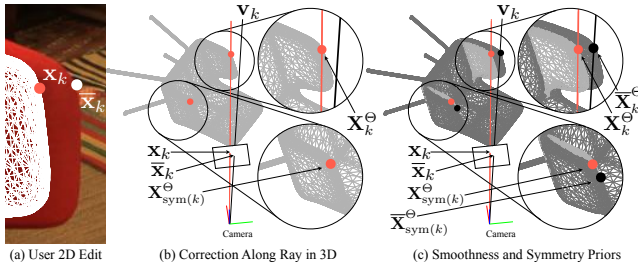 x_k
x̄_k
(a) User 2D Edit
v_k
X_k^Θ
x_k
x̄_k
X_sym(k)^Θ
Camera
(b) Correction Along Ray in 3D
v_k
X̄_k^Θ
X_k^Θ
x_k
x̄_k
X_sym(k)^Θ
X̄_sym(k)^Θ
Camera
(c) Smoothness and Symmetry Priors